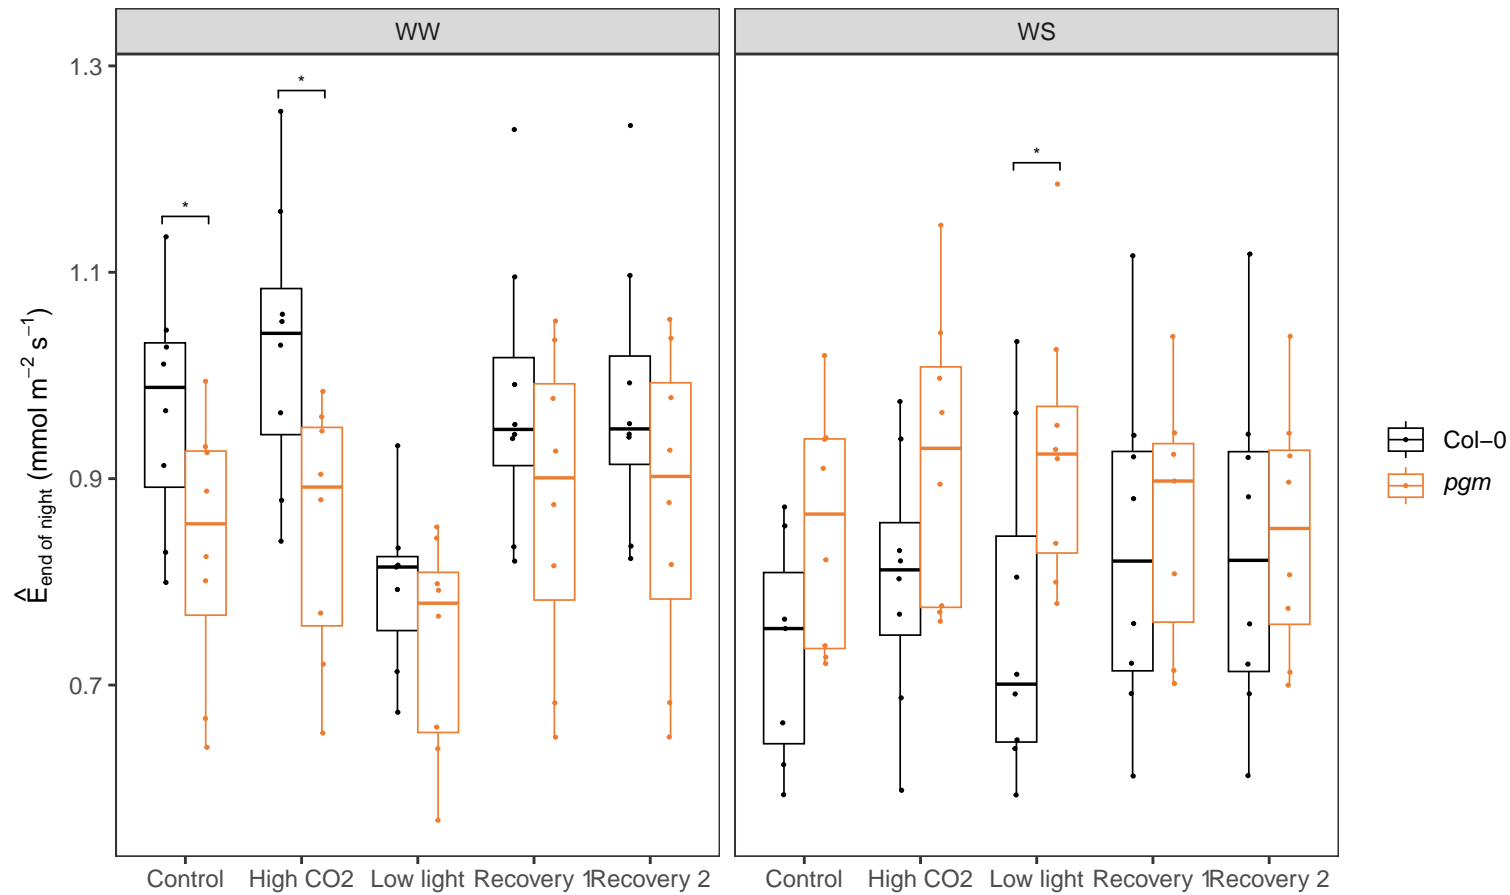 WW WS
1.3
1.1
0.9
0.7
Ê end of night (mmol m⁻² s⁻¹)
* * *
Control High CO2 Low light Recovery 1 Recovery 2
Control High CO2 Low light Recovery 1 Recovery 2
Col−0
pgm